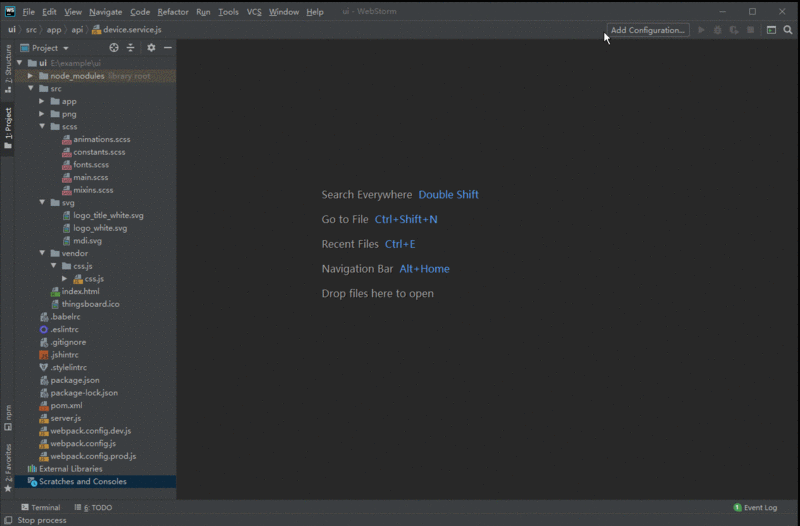 WS File Edit View Navigate Code Refactor Run Tools VCS Window Help ui - WebStorm
ui src app api device.service.js Add Configuration...
Project
ui E:\example\ui
node_modules library root
src
app
png
scss
animations.scss
constants.scss
fonts.scss
main.scss
mixins.scss
svg
logo_title_white.svg
logo_white.svg
mdi.svg
vendor
css.js
css.js
index.html
thingsboard.ico
.babelrc
.eslintrc
.gitignore
.jshintrc
.stylelintrc
package.json
package-lock.json
pom.xml
server.js
webpack.config.dev.js
webpack.config.js
webpack.config.prod.js
External Libraries
Scratches and Consoles
Z: Structure
1: Project
npm
2: Favorites
Search Everywhere Double Shift
Go to File Ctrl+Shift+N
Recent Files Ctrl+E
Navigation Bar Alt+Home
Drop files here to open
Terminal 6: TODO 1 Event Log
Stop process